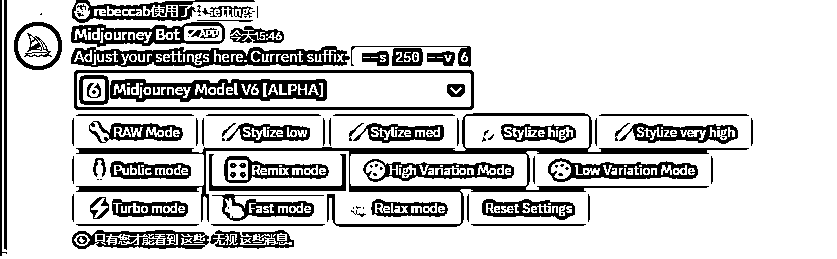 rebeccab使用了 settings
Midjourney Bot APP 今天15:46
Adjust your settings here. Current suffix: --s 250 --v 6
6 Midjourney Model V6 [ALPHA]
RAW Mode Stylize low Stylize med Stylize high Stylize very high
Public mode Remix mode High Variation Mode Low Variation Mode
Turbo mode Fast mode Relax mode Reset Settings
只有您才能看到这些·无视 这些消息.